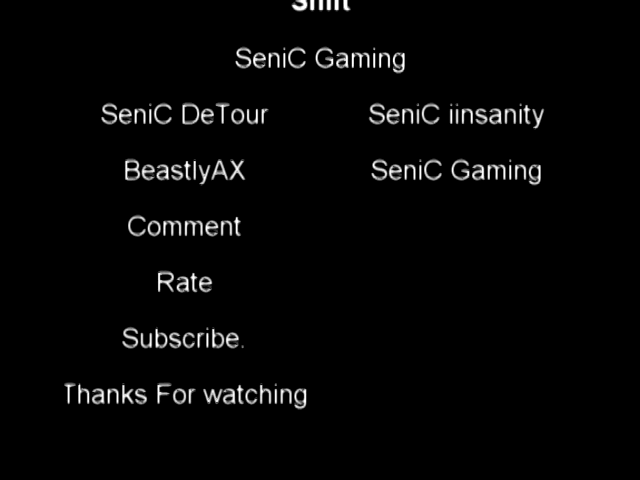 SeniC Gaming
SeniC DeTour SeniC iinsanity
BeastlyAX SeniC Gaming
Comment
Rate
Subscribe.
Thanks For watching